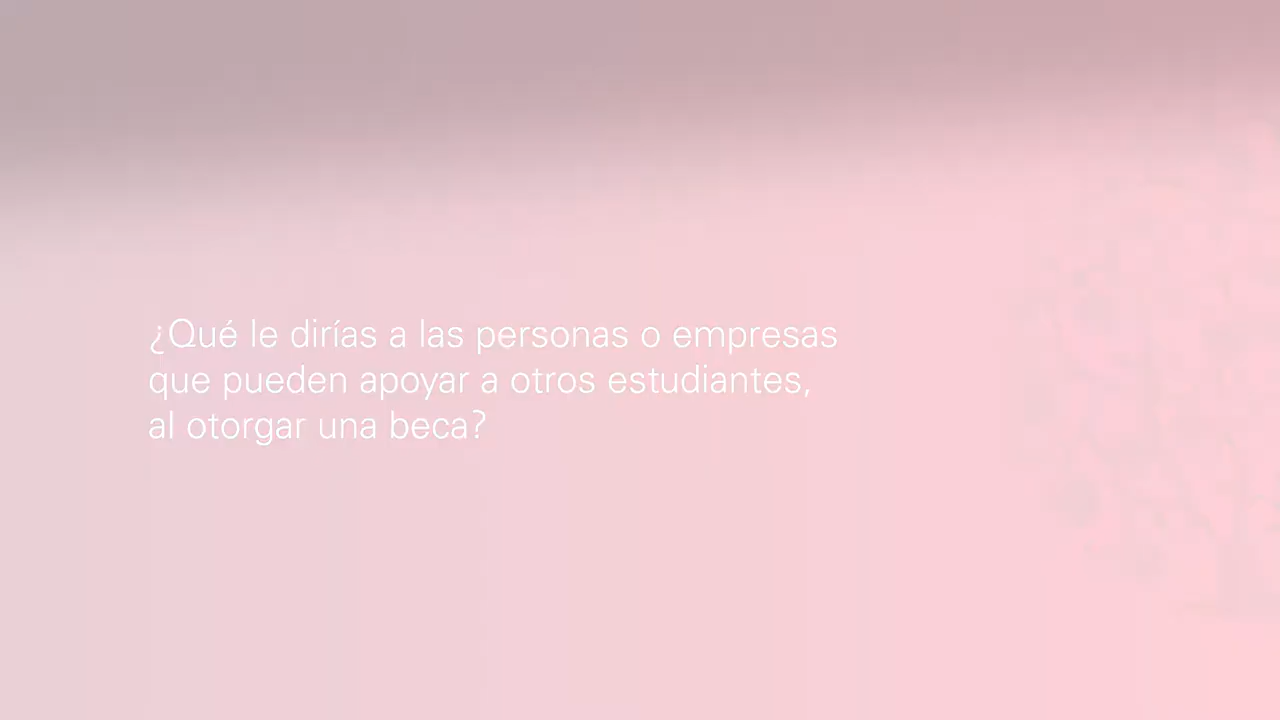 ¿Qué le dirías a las personas o empresas
que pueden apoyar a otros estudiantes,
al otorgar una beca?